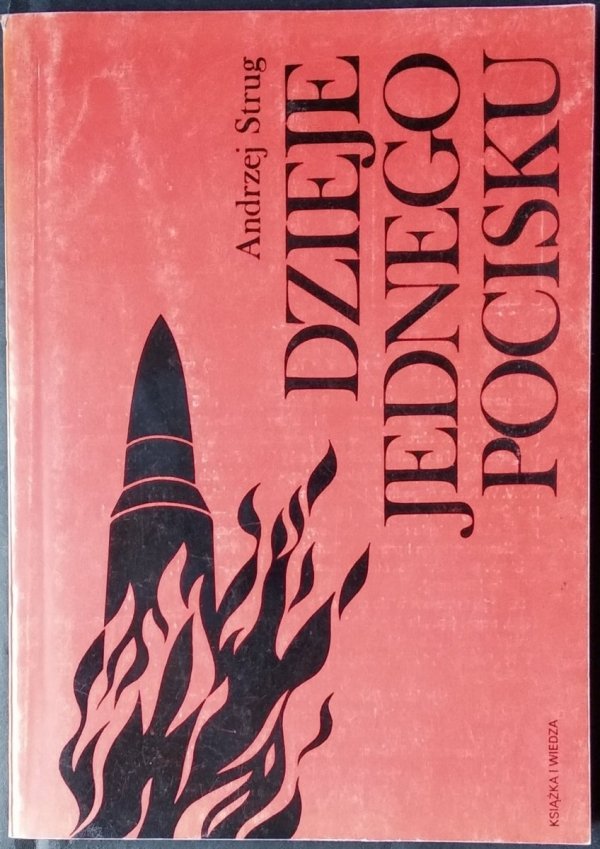 Andrzej Strug
DZIEJE
JEDNEGO
POCISKU
KSIĄŻKA I WIEDZA